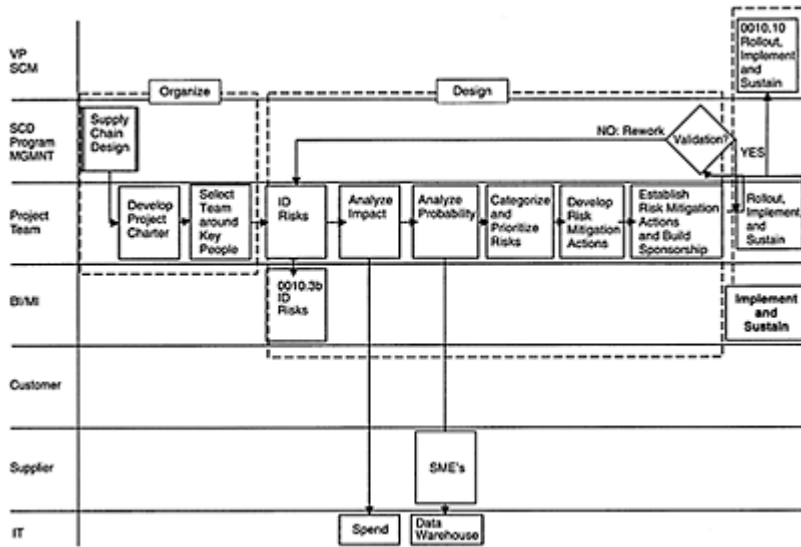 VP
SCM
0010.10
Rollout,
Implement
and
Sustain
Organize
Design
SCD
Program
MGMNT
Supply
Chain
Design
NO: Rework
Validation?
YES
Project
Team
Develop
Project
Charter
Select
Team
around
Key
People
ID
Risks
Analyze
Impact
Analyze
Probability
Categorize
and
Prioritize
Risks
Develop
Risk
Mitigation
Actions
Establish
Risk Mitigation
Actions
and Build
Sponsorship
Rollout,
Implement
and
Sustain
BI/MI
0010.3b
ID
Risks
Implement
and
Sustain
Customer
Supplier
SME's
IT
Spend
Data
Warehouse